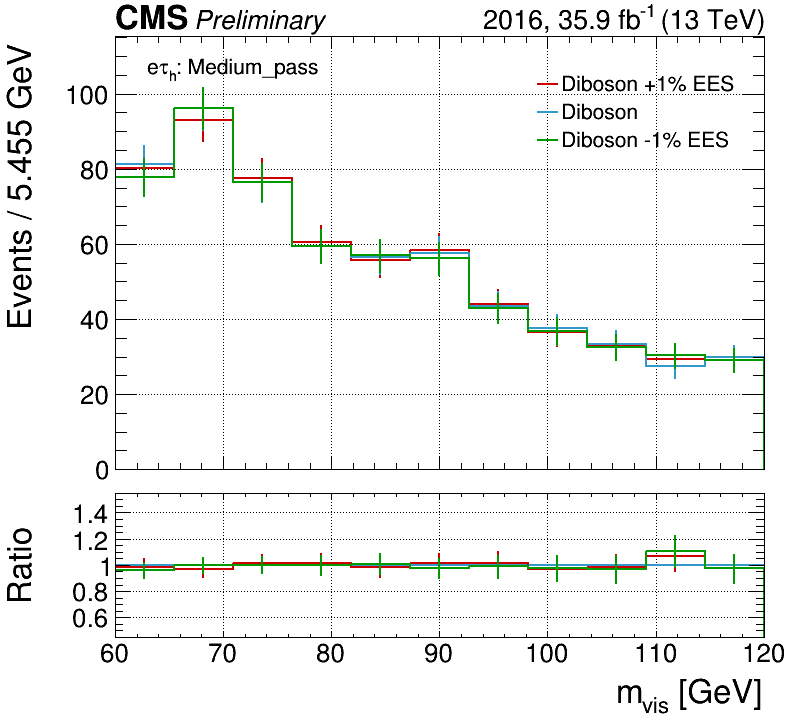 CMS Preliminary 2016, 35.9 fb⁻¹ (13 TeV)
eτₕ: Medium_pass
Diboson +1% EES
Diboson
Diboson -1% EES
Events / 5.455 GeV
100
80
60
40
20
0
Ratio
1.4
1.2
1
0.8
0.6
60 70 80 90 100 110 120
m_vis [GeV]